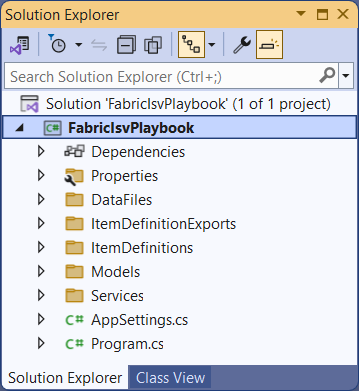 Solution Explorer
Search Solution Explorer (Ctrl+;)
Solution 'FabricIsvPlaybook' (1 of 1 project)
C# FabricIsvPlaybook
Dependencies
Properties
DataFiles
ItemDefinitionExports
ItemDefinitions
Models
Services
C# AppSettings.cs
C# Program.cs
Solution Explorer Class View